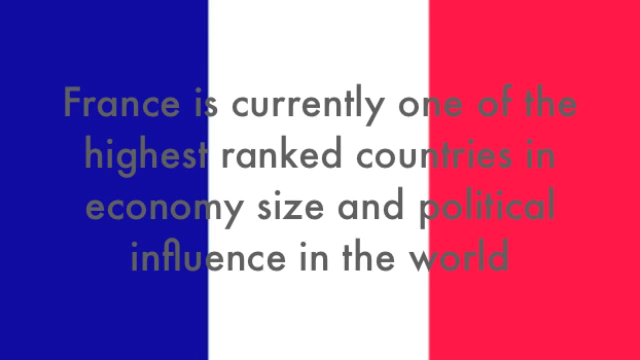 France is currently one of the
highest ranked countries in
economy size and political
influence in the world